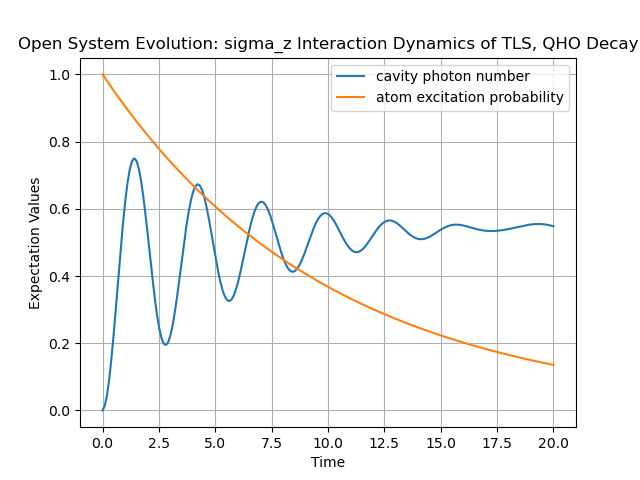 Open System Evolution: sigma_z Interaction Dynamics of TLS, QHO Decay
cavity photon number
atom excitation probability
Expectation Values
1.0
0.8
0.6
0.4
0.2
0.0
0.0 2.5 5.0 7.5 10.0 12.5 15.0 17.5 20.0
Time